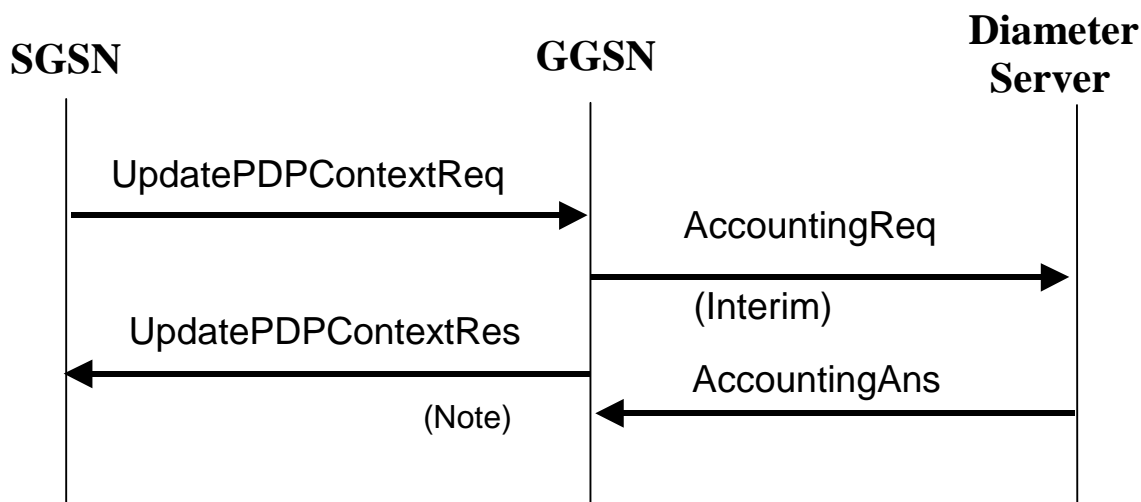 SGSN
GGSN
Diameter
Server
UpdatePDPContextReq
AccountingReq
(Interim)
UpdatePDPContextRes
AccountingAns
(Note)